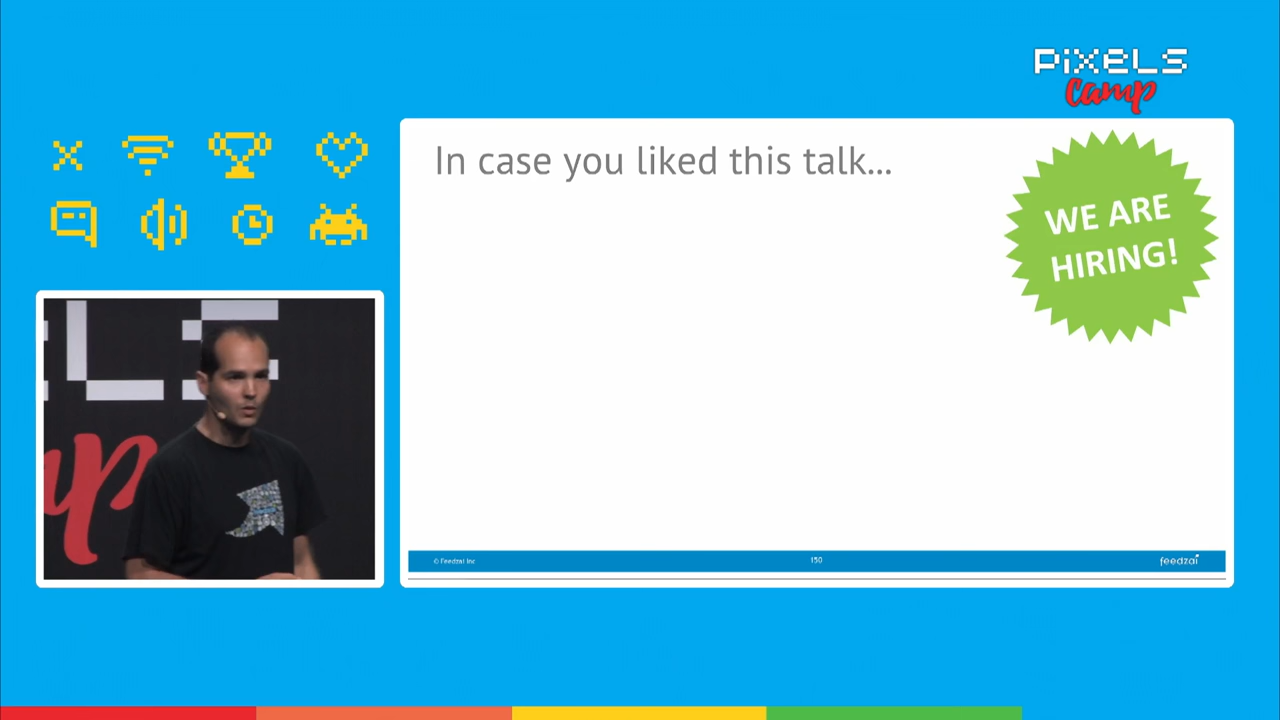 PIXELS
Camp
In case you liked this talk...
WE ARE
HIRING!
© Feedzai Inc
150
feedzai